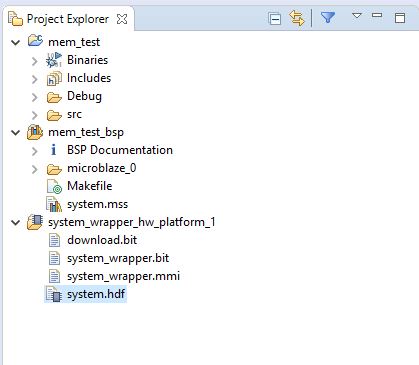 Project Explorer
mem_test
Binaries
Includes
Debug
src
mem_test_bsp
BSP Documentation
microblaze_0
Makefile
system.mss
system_wrapper_hw_platform_1
download.bit
system_wrapper.bit
system_wrapper.mmi
system.hdf